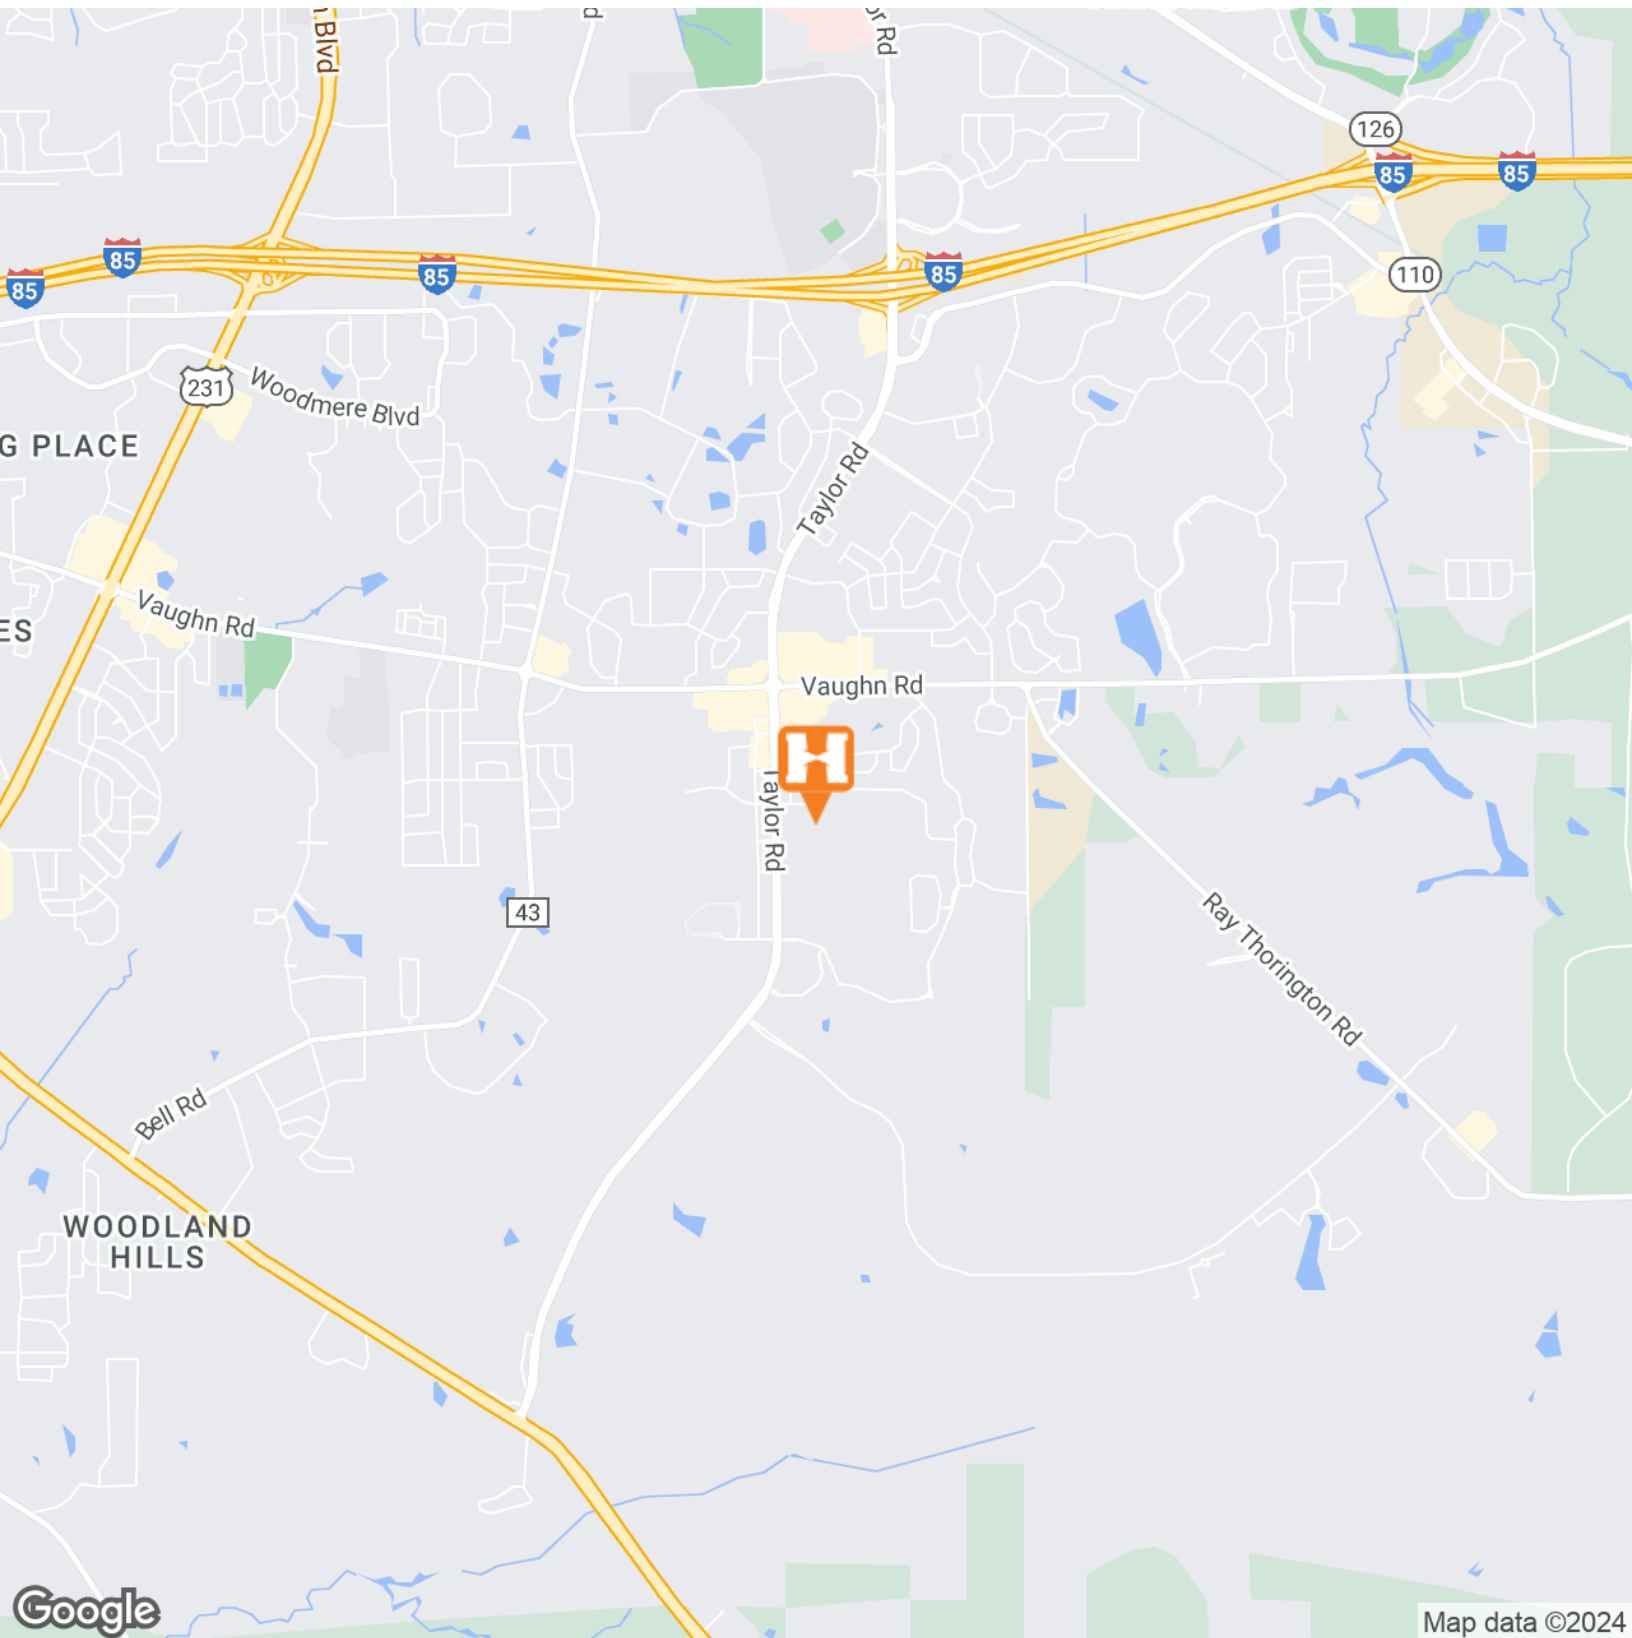 Blvd
Rd
126
85
85
85
85
85
85
110
231
Woodmere Blvd
G PLACE
Taylor Rd
Vaughn Rd
ES
Vaughn Rd
H
Taylor Rd
43
Ray Thorington Rd
Bell Rd
WOODLAND
HILLS
Google
Map data ©2024